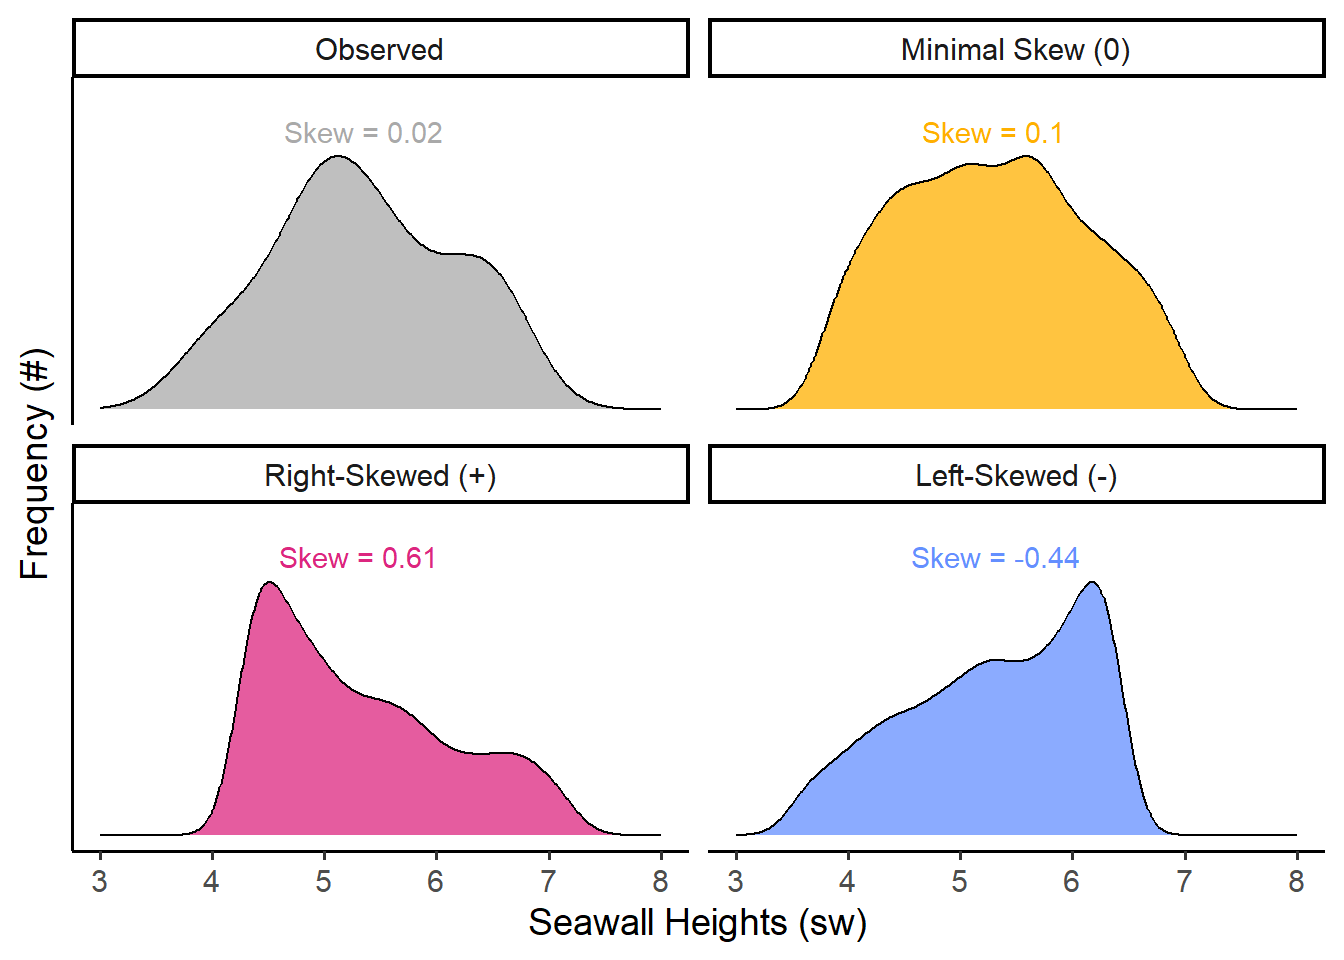 Observed
Minimal Skew (0)
Skew = 0.02
Skew = 0.1
Right-Skewed (+)
Left-Skewed (-)
Skew = 0.61
Skew = -0.44
Frequency (#)
3 4 5 6 7 8
3 4 5 6 7 8
Seawall Heights (sw)